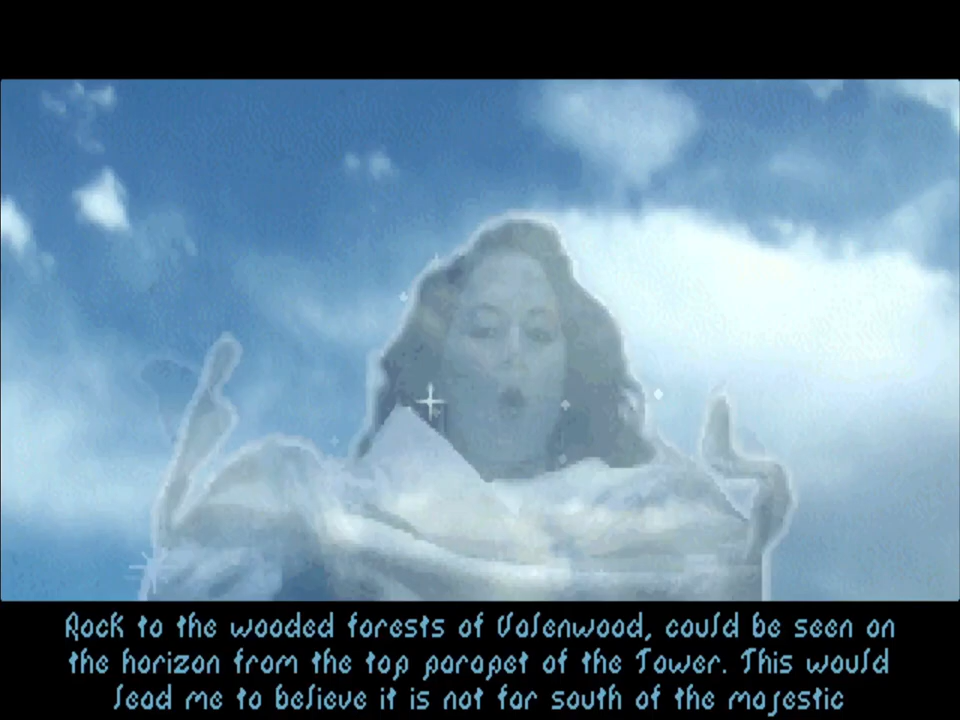 Rock to the wooded forests of Valenwood, could be seen on
the horizon from the top parapet of the Tower. This would
lead me to believe it is not far south of the majestic